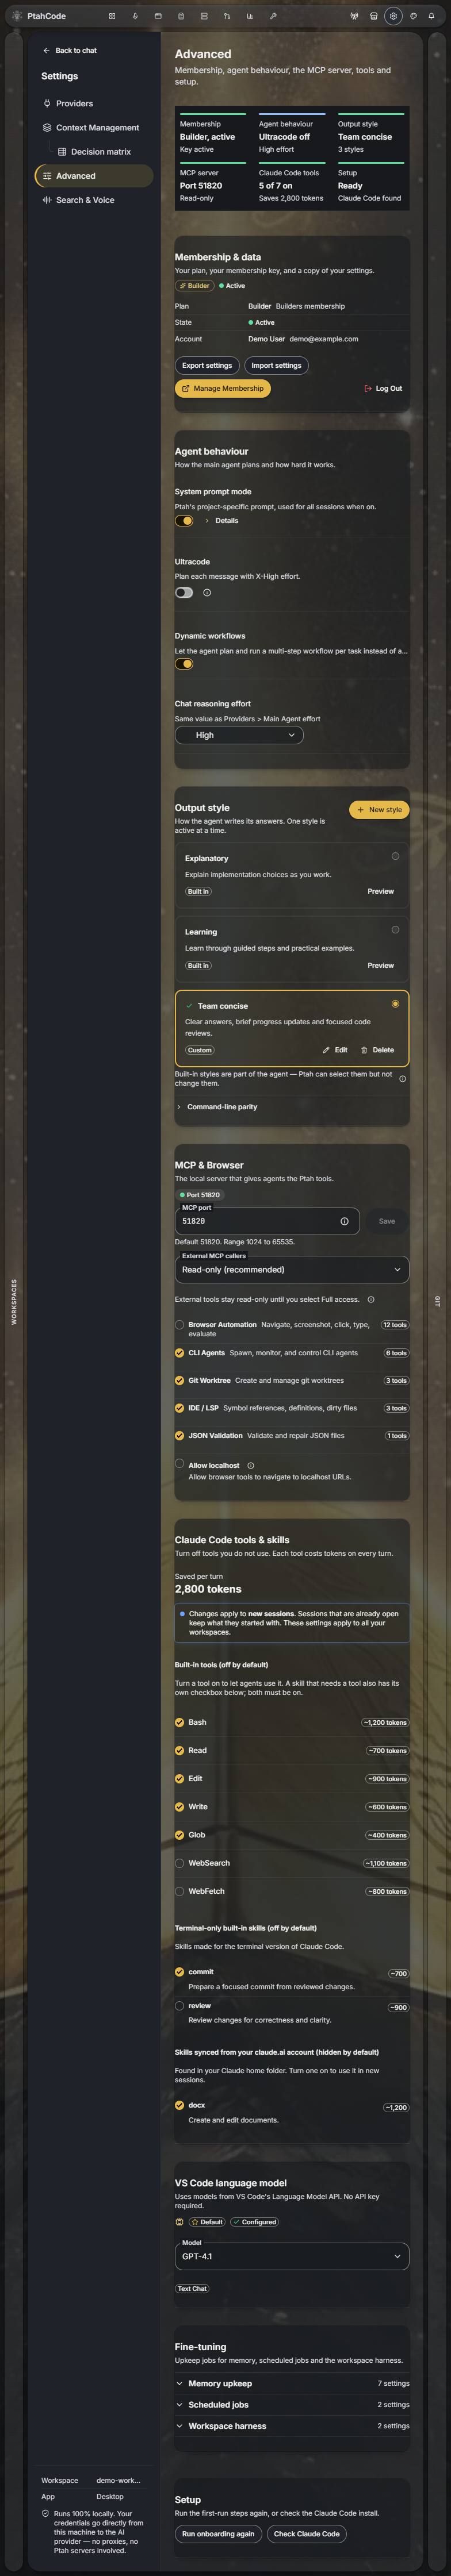 PtahCode
Back to chat
Settings
Providers
Context Management
Decision matrix
Advanced
Search & Voice
WORKSPACES
Workspace demo-work...
App Desktop
Runs 100% locally. Your
credentials go directly from
this machine to the AI
provider — no proxies, no
Ptah servers involved.
Advanced
Membership, agent behaviour, the MCP server, tools and
setup.
Membership
Builder, active
Key active
Agent behaviour
Ultracode off
High effort
Output style
Team concise
3 styles
MCP server
Port 51820
Read-only
Claude Code tools
5 of 7 on
Saves 2,800 tokens
Setup
Ready
Claude Code found
Membership & data
Your plan, your membership key, and a copy of your settings.
Builder Active
Plan Builder Builders membership
State Active
Account Demo User demo@example.com
Export settings Import settings
Manage Membership Log Out
Agent behaviour
How the main agent plans and how hard it works.
System prompt mode
Ptah's project-specific prompt, used for all sessions when on.
Details
Ultracode
Plan each message with X-High effort.
Dynamic workflows
Let the agent plan and run a multi-step workflow per task instead of a...
Chat reasoning effort
Same value as Providers > Main Agent effort
High
Output style
New style
How the agent writes its answers. One style is
active at a time.
Explanatory
Explain implementation choices as you work.
Built in Preview
Learning
Learn through guided steps and practical examples.
Built in Preview
Team concise
Clear answers, brief progress updates and focused code
reviews.
Custom Edit Delete
Built-in styles are part of the agent — Ptah can select them but not
change them.
Command-line parity
MCP & Browser
The local server that gives agents the Ptah tools.
Port 51820
MCP port
51820
Save
Default 51820. Range 1024 to 65535.
External MCP callers
Read-only (recommended)
External tools stay read-only until you select Full access.
Browser Automation Navigate, screenshot, click, type, 12 tools
evaluate
CLI Agents Spawn, monitor, and control CLI agents 6 tools
Git Worktree Create and manage git worktrees 3 tools
IDE / LSP Symbol references, definitions, dirty files 3 tools
JSON Validation Validate and repair JSON files 1 tools
Allow localhost
Allow browser tools to navigate to localhost URLs.
Claude Code tools & skills
Turn off tools you do not use. Each tool costs tokens on every turn.
Saved per turn
2,800 tokens
Changes apply to new sessions. Sessions that are already open
keep what they started with. These settings apply to all your
workspaces.
Built-in tools (off by default)
Turn a tool on to let agents use it. A skill that needs a tool also has its
own checkbox below; both must be on.
Bash ~1,200 tokens
Read ~700 tokens
Edit ~900 tokens
Write ~600 tokens
Glob ~400 tokens
WebSearch ~1,100 tokens
WebFetch ~800 tokens
Terminal-only built-in skills (off by default)
Skills made for the terminal version of Claude Code.
commit ~700
Prepare a focused commit from reviewed changes.
review ~900
Review changes for correctness and clarity.
Skills synced from your claude.ai account (hidden by default)
Found in your Claude home folder. Turn one on to use it in new
sessions.
docx ~1,200
Create and edit documents.
VS Code language model
Uses models from VS Code's Language Model API. No API key
required.
Default Configured
Model
GPT-4.1
Text Chat
Fine-tuning
Upkeep jobs for memory, scheduled jobs and the workspace harness.
Memory upkeep 7 settings
Scheduled jobs 2 settings
Workspace harness 2 settings
Setup
Run the first-run steps again, or check the Claude Code install.
Run onboarding again Check Claude Code
GIT